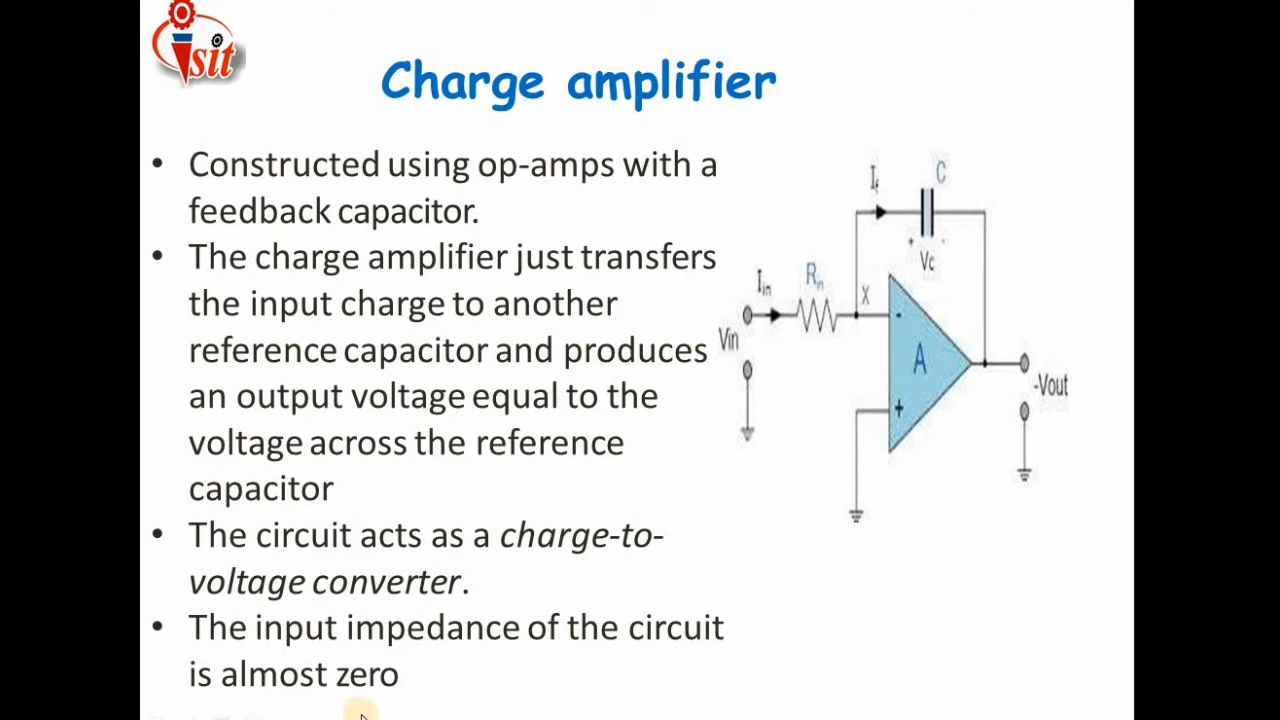 isit
Charge amplifier
• Constructed using op-amps with a
feedback capacitor.
• The charge amplifier just transfers
the input charge to another
reference capacitor and produces
an output voltage equal to the
voltage across the reference
capacitor
• The circuit acts as a charge-to-
voltage converter.
• The input impedance of the circuit
is almost zero
If
C
+ -
Vc
Iin
Rin
X
Vin
-
A
+
-Vout